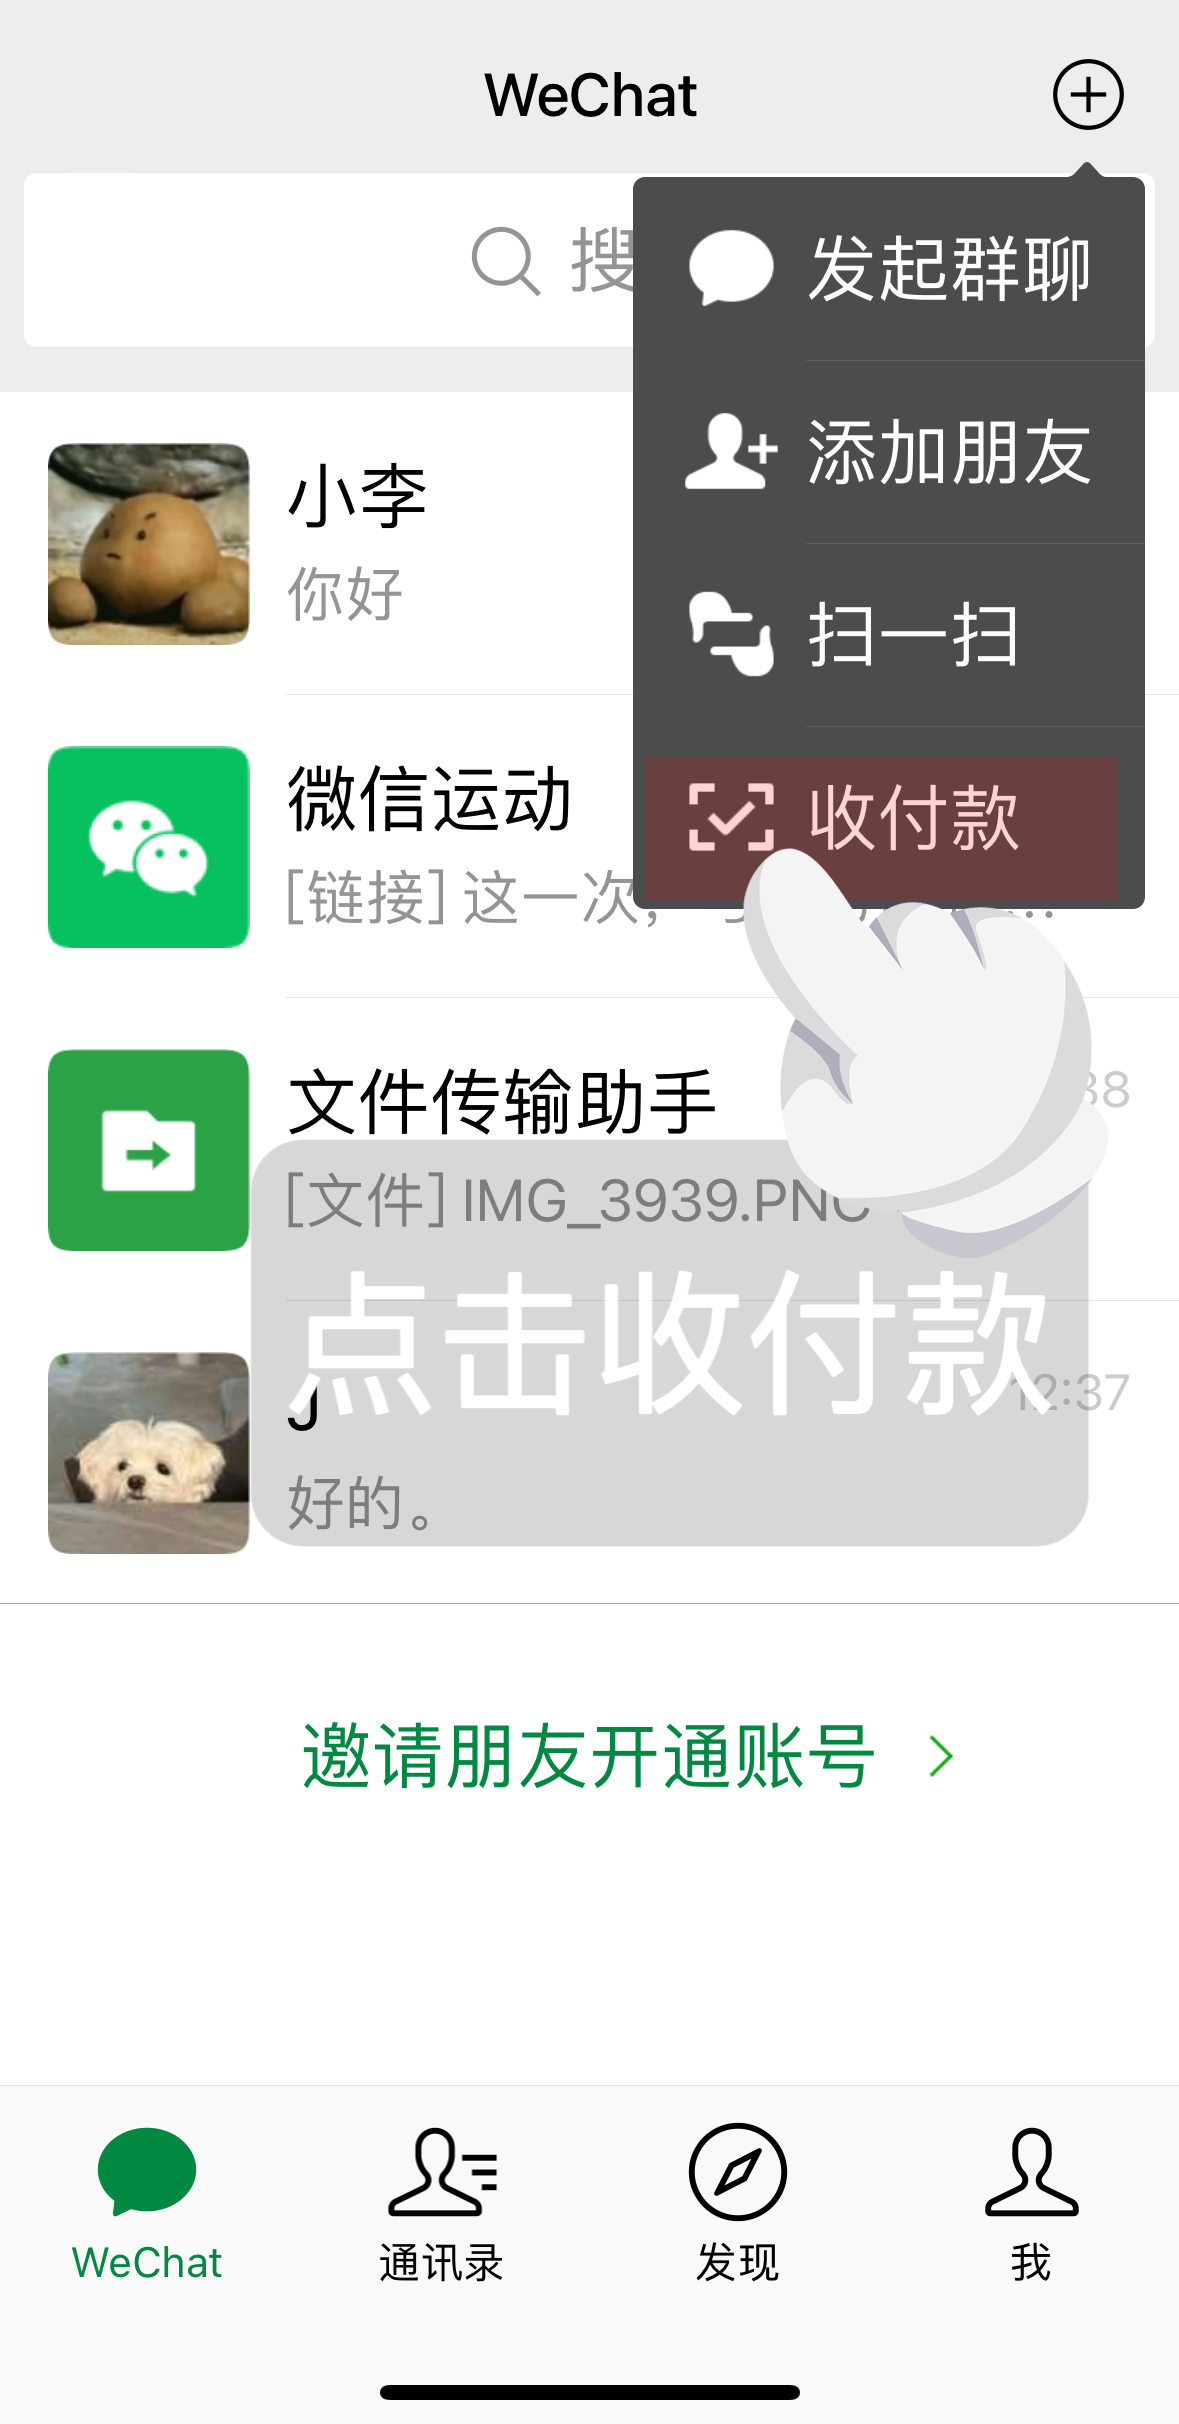 WeChat
搜
发起群聊
添加朋友
扫一扫
收付款
小李
你好
微信运动
[链接] 这一次,
文件传输助手
38
[文件] IMG_3939.PNG
点击收付款
J
12:37
好的。
邀请朋友开通账号
WeChat
通讯录
发现
我